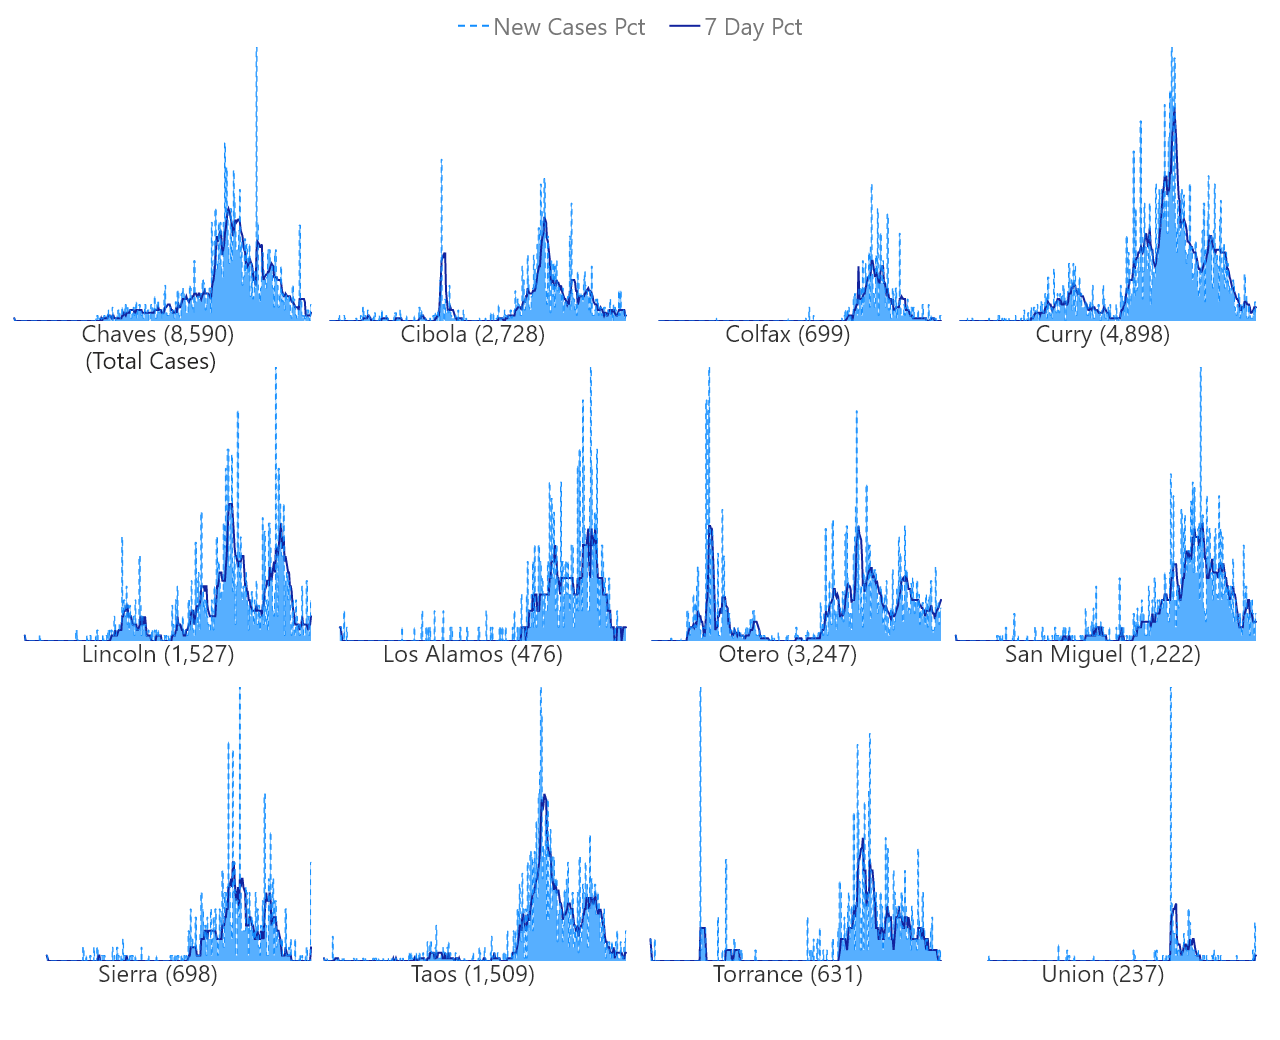 New Cases Pct 7 Day Pct
Chaves (8,590) Cibola (2,728) Colfax (699) Curry (4,898)
(Total Cases)
Lincoln (1,527) Los Alamos (476) Otero (3,247) San Miguel (1,222)
Sierra (698) Taos (1,509) Torrance (631) Union (237)